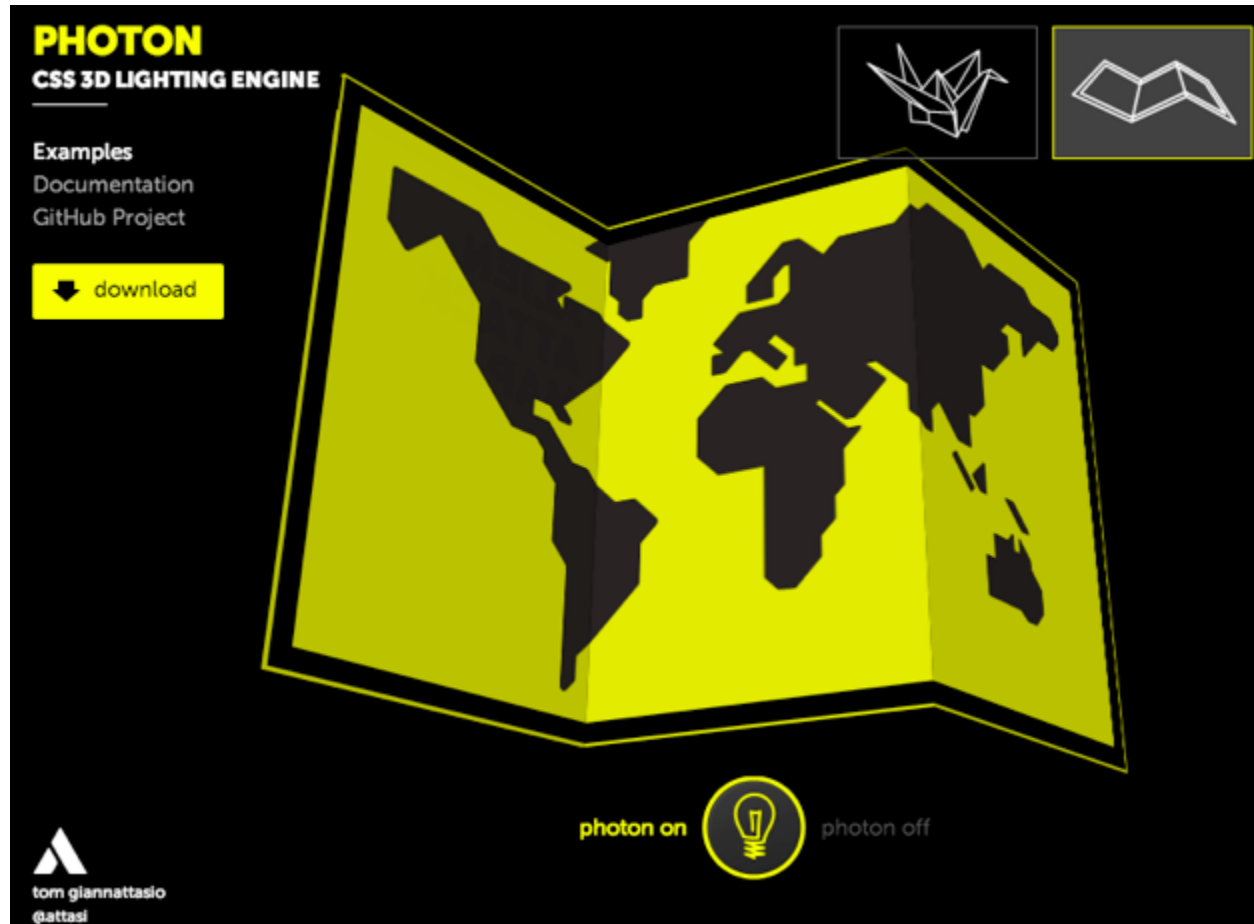 PHOTON
CSS 3D LIGHTING ENGINE
Examples
Documentation
GitHub Project
download
photon on
photon off
tom giannattasio
@attasi